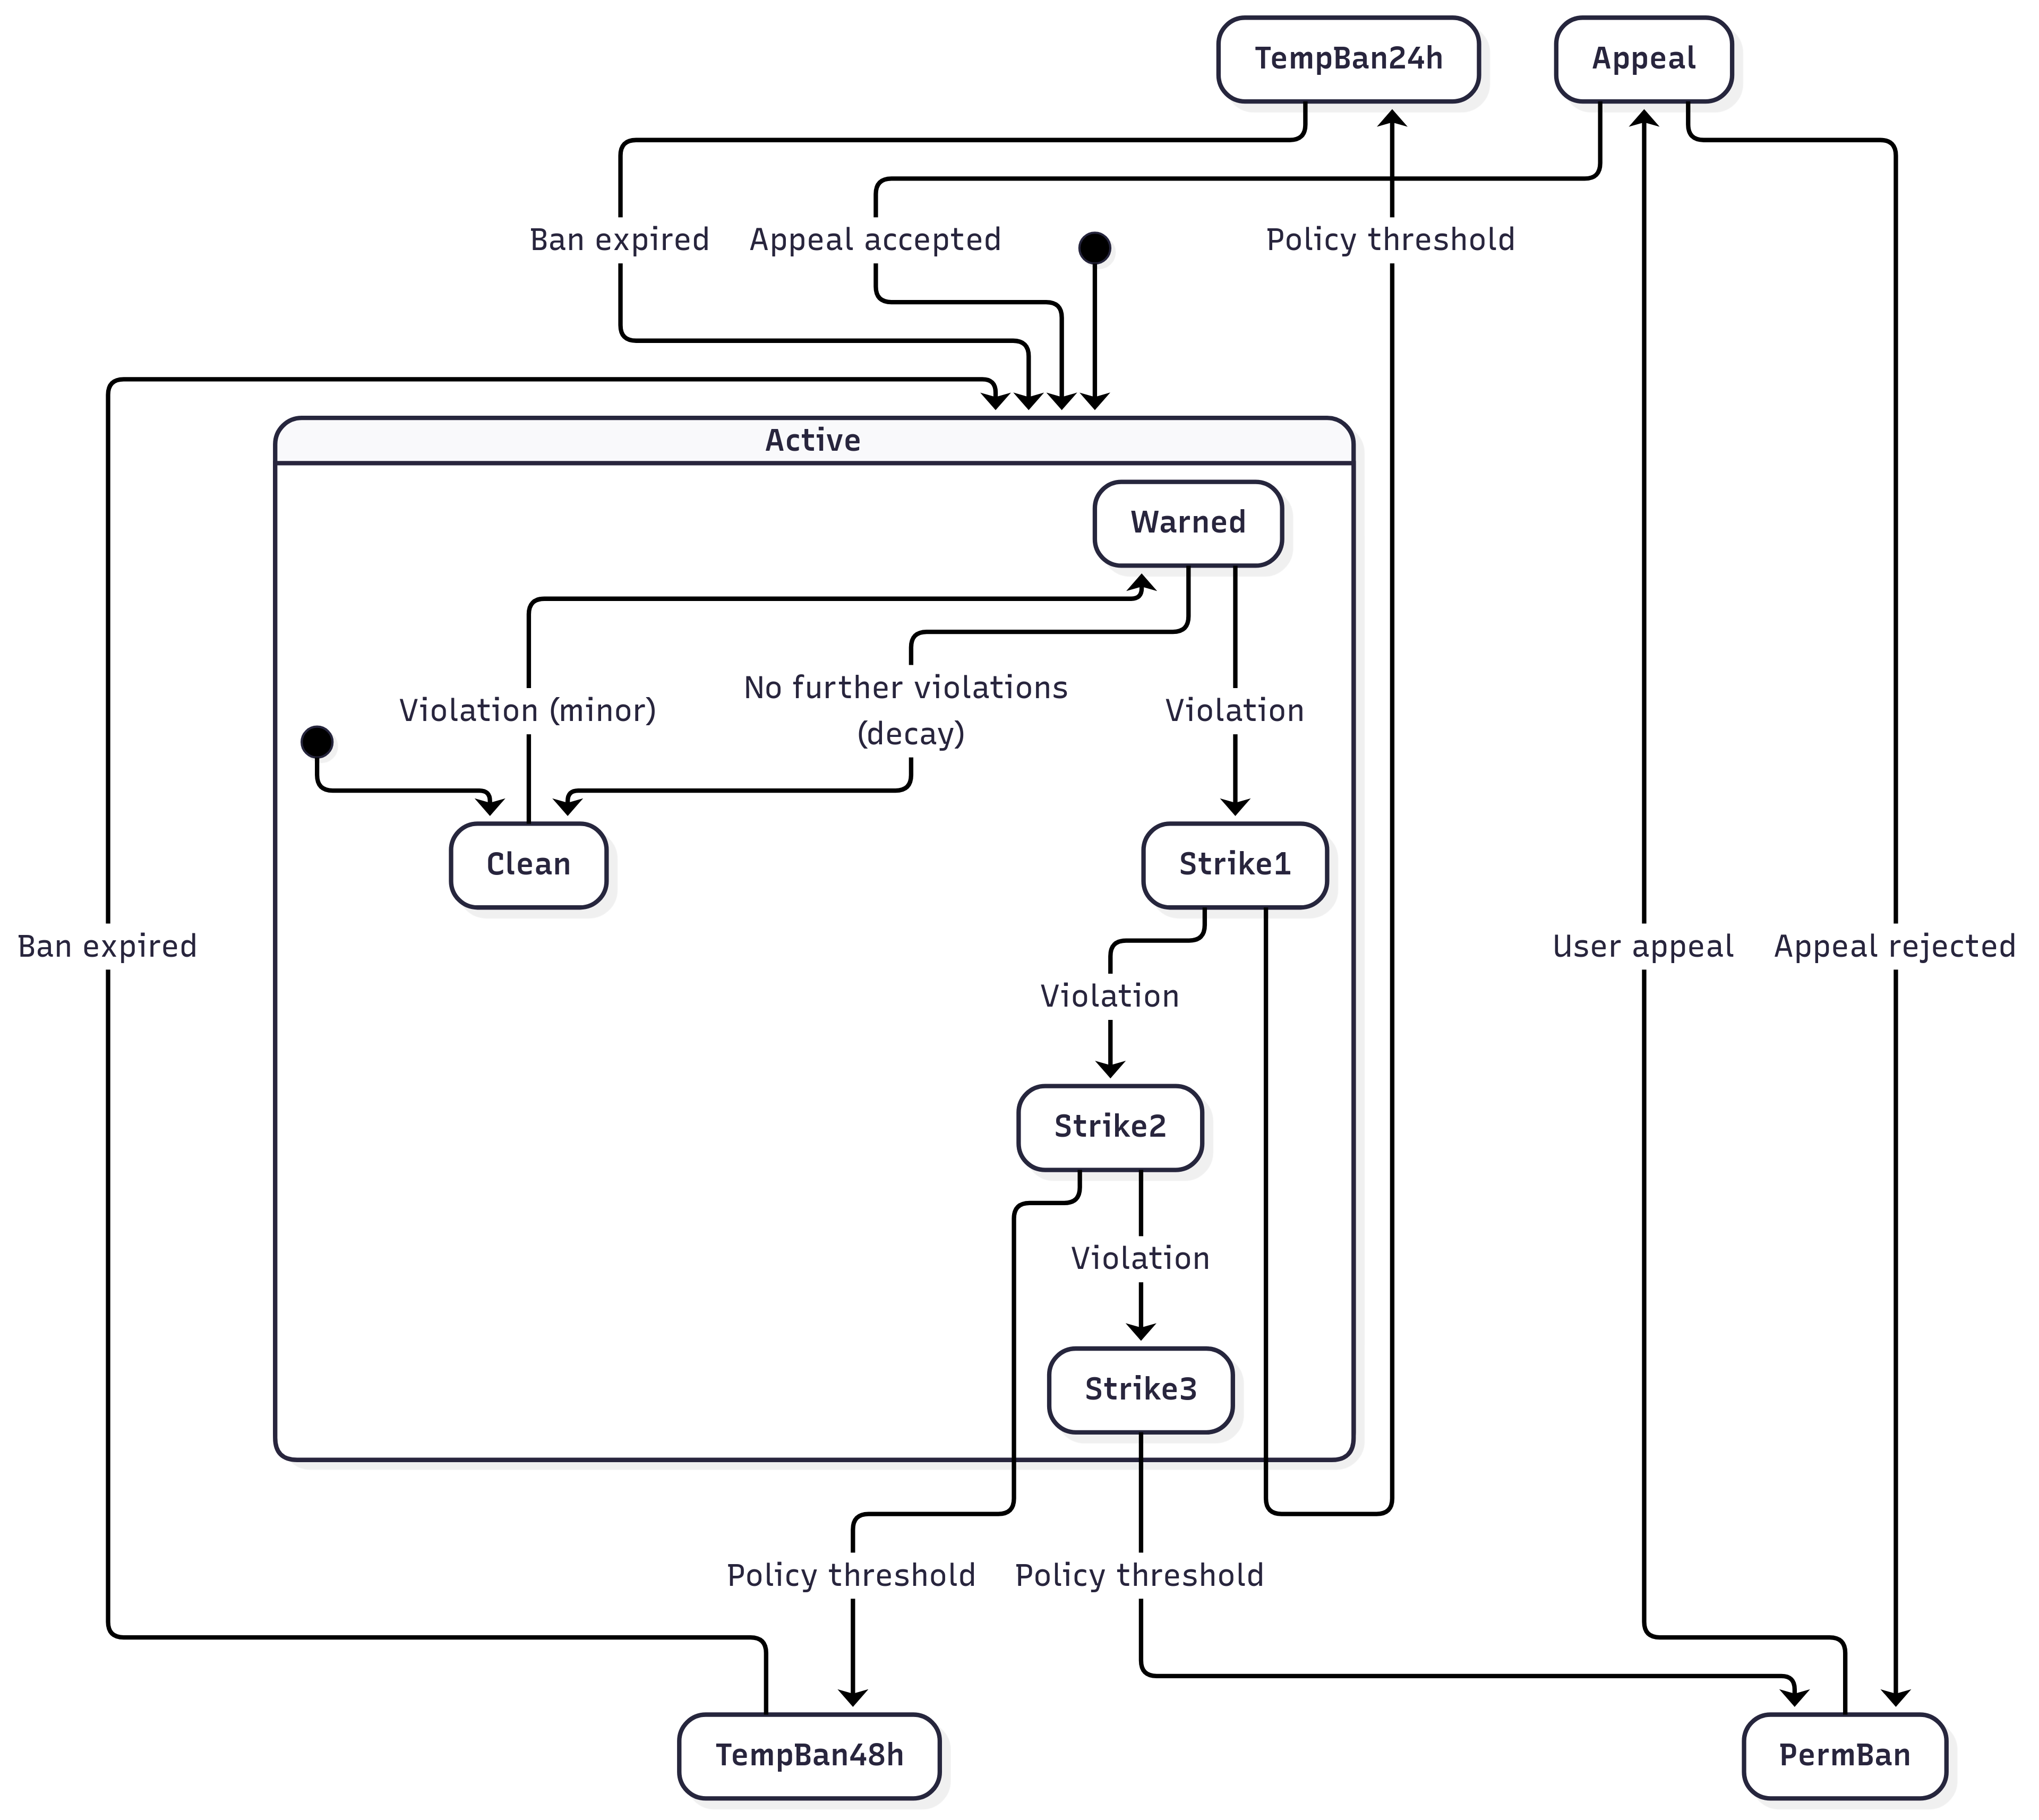 TempBan24h
Appeal
Ban expired
Appeal accepted
Policy threshold
Active
Warned
Violation (minor)
No further violations
(decay)
Violation
Clean
Strike1
Ban expired
User appeal
Appeal rejected
Violation
Strike2
Violation
Strike3
Policy threshold
Policy threshold
TempBan48h
PermBan